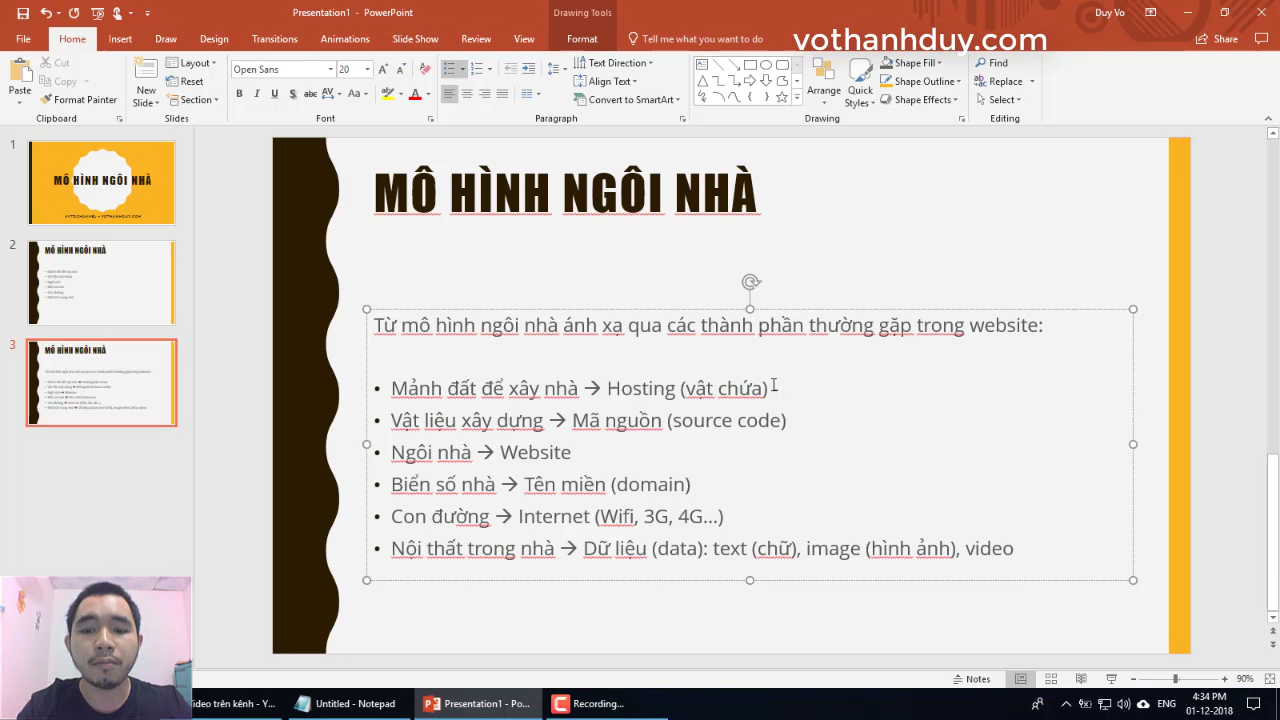 Presentation1 - PowerPoint
Drawing Tools
Duy Vo
vothanhduy.com
File
Home
Insert
Draw
Design
Transitions
Animations
Slide Show
Review
View
Format
Tell me what you want to do
Share
Paste
Cut
Copy
Format Painter
Clipboard
New
Slide
Layout
Reset
Section
Slides
Open Sans
20
Font
Text Direction
Align Text
Convert to SmartArt
Paragraph
Arrange
Quick
Styles
Shape Fill
Shape Outline
Shape Effects
Drawing
Find
Replace
Select
Editing
1
MÔ HÌNH NGÔI NHÀ
2
MÔ HÌNH NGÔI NHÀ
3
MÔ HÌNH NGÔI NHÀ
MÔ HÌNH NGÔI NHÀ
Từ mô hình ngôi nhà ánh xạ qua các thành phần thường gặp trong website:
• Mảnh đất để xây nhà → Hosting (vật chứa)
• Vật liệu xây dựng → Mã nguồn (source code)
• Ngôi nhà → Website
• Biển số nhà → Tên miền (domain)
• Con đường → Internet (Wifi, 3G, 4G...)
• Nội thất trong nhà → Dữ liệu (data): text (chữ), image (hình ảnh), video
Notes
90%
Video trên kênh - Y...
Untitled - Notepad
Presentation1 - Po...
Recording...
ENG
4:34 PM
01-12-2018